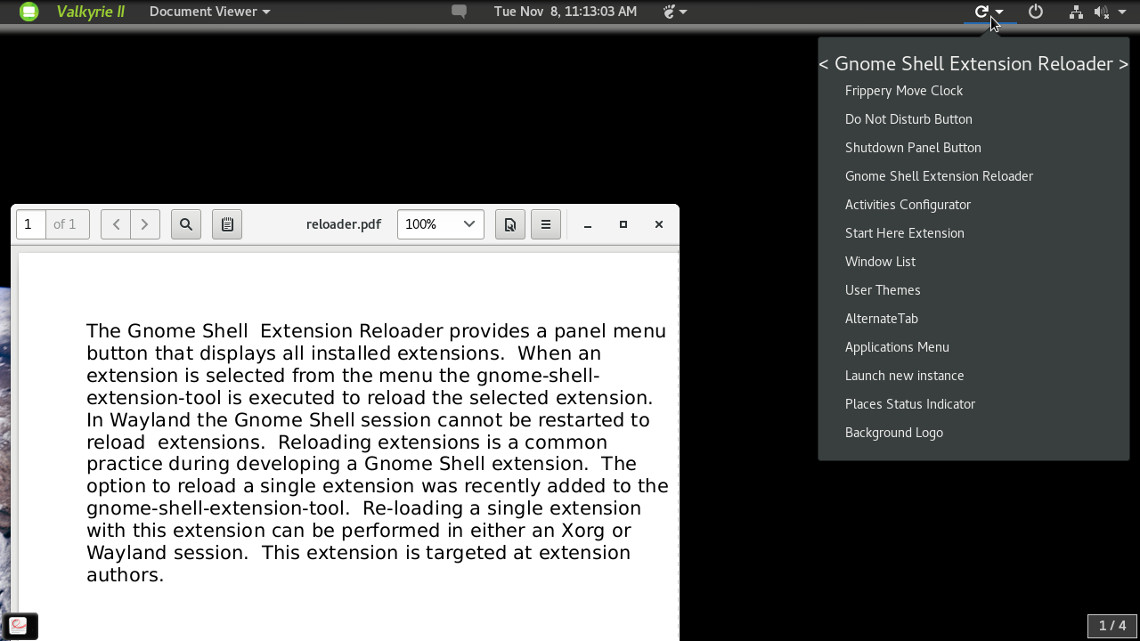 Valkyrie II
Document Viewer
Tue Nov 8, 11:13:03 AM
< Gnome Shell Extension Reloader >
Frippery Move Clock
Do Not Disturb Button
Shutdown Panel Button
Gnome Shell Extension Reloader
Activities Configurator
Start Here Extension
Window List
User Themes
AlternateTab
Applications Menu
Launch new instance
Places Status Indicator
Background Logo
1 of 1
reloader.pdf
100%
The Gnome Shell  Extension Reloader provides a panel menu
button that displays all installed extensions.  When an
extension is selected from the menu the gnome-shell-
extension-tool is executed to reload the selected extension.
In Wayland the Gnome Shell session cannot be restarted to
reload  extensions.  Reloading extensions is a common
practice during developing a Gnome Shell extension.  The
option to reload a single extension was recently added to the
gnome-shell-extension-tool.  Re-loading a single extension
with this extension can be performed in either an Xorg or
Wayland session.  This extension is targeted at extension
authors.
1 / 4